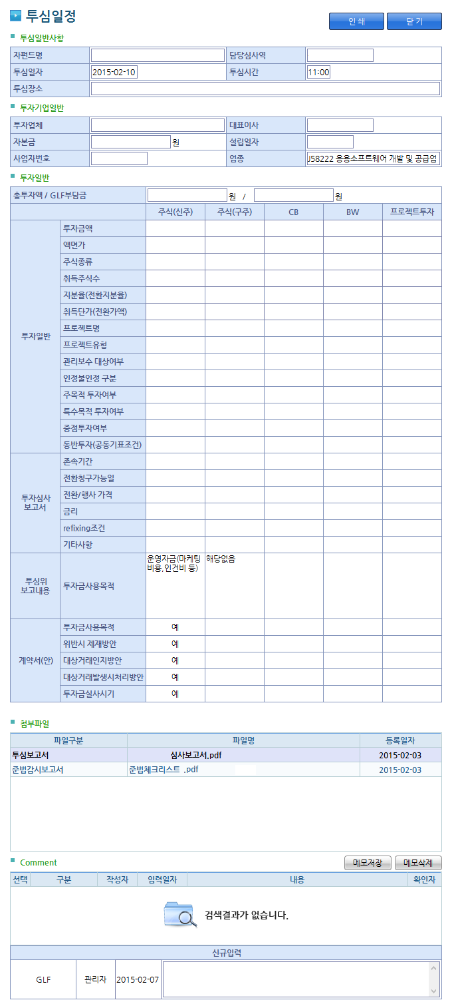 투심일정
인 쇄 닫 기
투심일반사항
자펀드명 담당심사역
투심일자 2015-02-10 투심시간 11:00
투심장소
투자기업일반
투자업체 대표이사
자본금 원 설립일자
사업자번호 업종 J58222 응용소프트웨어 개발 및 공급업
투자일반
총투자액 / GLF부담금 원 / 원
주식(신주) 주식(구주) CB BW 프로젝트투자
투자일반
투자금액
액면가
주식종류
취득주식수
지분율(전환지분율)
취득단가(전환가액)
프로젝트명
프로젝트유형
관리보수 대상여부
인정불인정 구분
주목적 투자여부
특수목적 투자여부
중점투자여부
동반투자(공동기표조건)
투자심사
보고서
존속기간
전환청구가능일
전환/행사 가격
금리
refixing조건
기타사항
투심위
보고내용
투자금사용목적
운영자금(마케팅
비용,인건비 등)
해당없음
계약서(안)
투자금사용목적 예
위반시 제재방안 예
대상거래인지방안 예
대상거래발생시처리방안 예
투자금실사시기 예
첨부파일
파일구분 파일명 등록일자
투심보고서 심사보고서.pdf 2015-02-03
준법감시보고서 준법체크리스트 .pdf 2015-02-03
Comment 메모저장 메모삭제
선택 구분 작성자 입력일자 내용 확인자
검색결과가 없습니다.
신규입력
GLF 관리자 2015-02-07